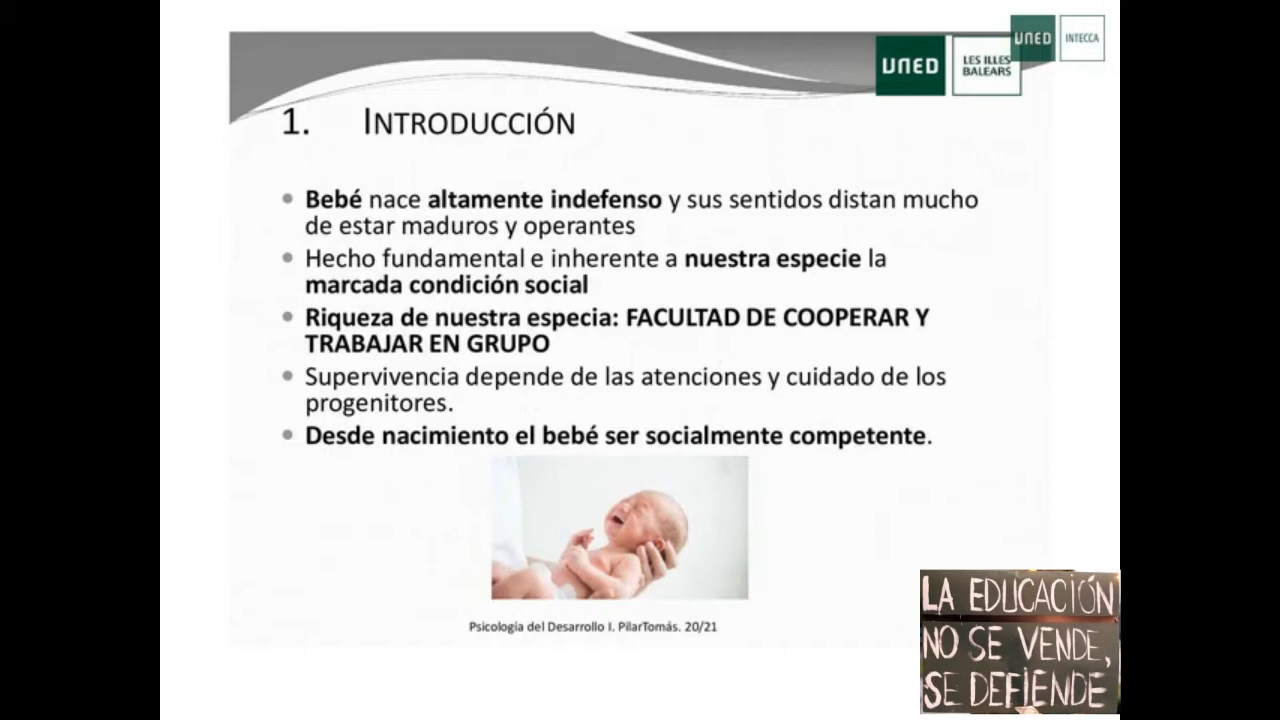 UNED
INTECCA
UNED
LES ILLES
BALEARS
1. INTRODUCCIÓN
Bebé nace altamente indefenso y sus sentidos distan mucho
de estar maduros y operantes
Hecho fundamental e inherente a nuestra especie la
marcada condición social
Riqueza de nuestra especia: FACULTAD DE COOPERAR Y
TRABAJAR EN GRUPO
Supervivencia depende de las atenciones y cuidado de los
progenitores.
Desde nacimiento el bebé ser socialmente competente.
Psicología del Desarrollo I. PilarTomás. 20/21
LA EDUCACIÓN
NO SE VENDE,
SE DEFIENDE